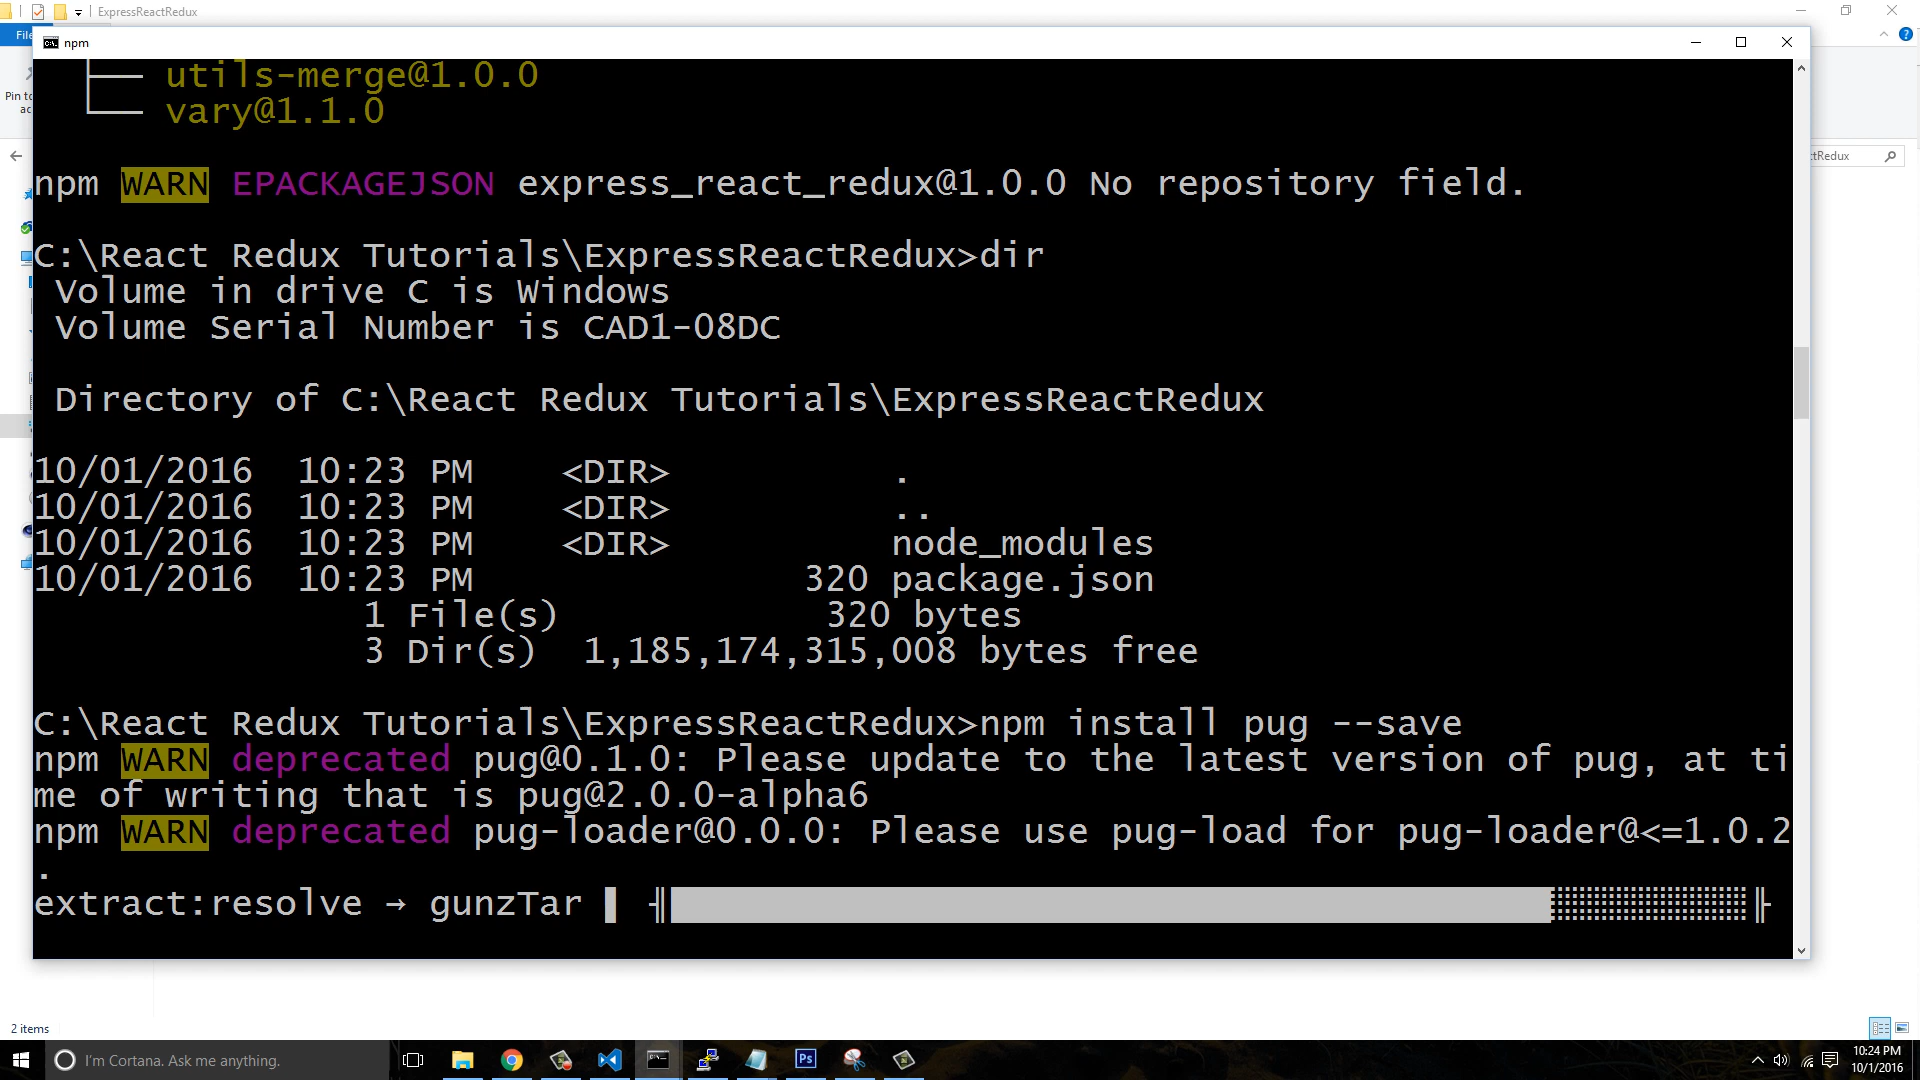 ExpressReactRedux
File
npm
utils-merge@1.0.0
vary@1.1.0
Pin to
ac
npm WARN EPACKAGEJSON express_react_redux@1.0.0 No repository field.
ctRedux
C:\React Redux Tutorials\ExpressReactRedux>dir
Volume in drive C is Windows
Volume Serial Number is CAD1-08DC
Directory of C:\React Redux Tutorials\ExpressReactRedux
10/01/2016 10:23 PM <DIR> .
10/01/2016 10:23 PM <DIR> ..
10/01/2016 10:23 PM <DIR> node_modules
10/01/2016 10:23 PM 320 package.json
1 File(s) 320 bytes
3 Dir(s) 1,185,174,315,008 bytes free
C:\React Redux Tutorials\ExpressReactRedux>npm install pug --save
npm WARN deprecated pug@0.1.0: Please update to the latest version of pug, at ti
me of writing that is pug@2.0.0-alpha6
npm WARN deprecated pug-loader@0.0.0: Please use pug-load for pug-loader@<=1.0.2
.
extract:resolve → gunzTar
2 items
I'm Cortana. Ask me anything.
Ps
10:24 PM
10/1/2016